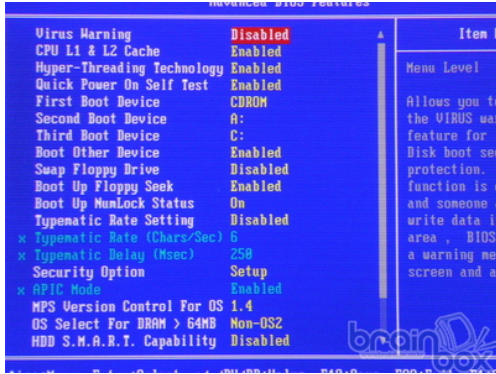 Advanced BIOS Features
Virus Warning Disabled
CPU L1 & L2 Cache Enabled
Hyper-Threading Technology Enabled
Quick Power On Self Test Enabled
First Boot Device CDROM
Second Boot Device A:
Third Boot Device C:
Boot Other Device Enabled
Swap Floppy Drive Disabled
Boot Up Floppy Seek Enabled
Boot Up NumLock Status On
Typematic Rate Setting Disabled
x Typematic Rate (Chars/Sec) 6
x Typematic Delay (Msec) 250
Security Option Setup
x APIC Mode Enabled
MPS Version Control For OS 1.4
OS Select For DRAM > 64MB Non-OS2
HDD S.M.A.R.T. Capability Disabled
Item
Menu Level
Allows you
the VIRUS
feature for
Disk boot
protection.
function is
and someone
write data
area , BIOS
a warning
screen and
brainbox